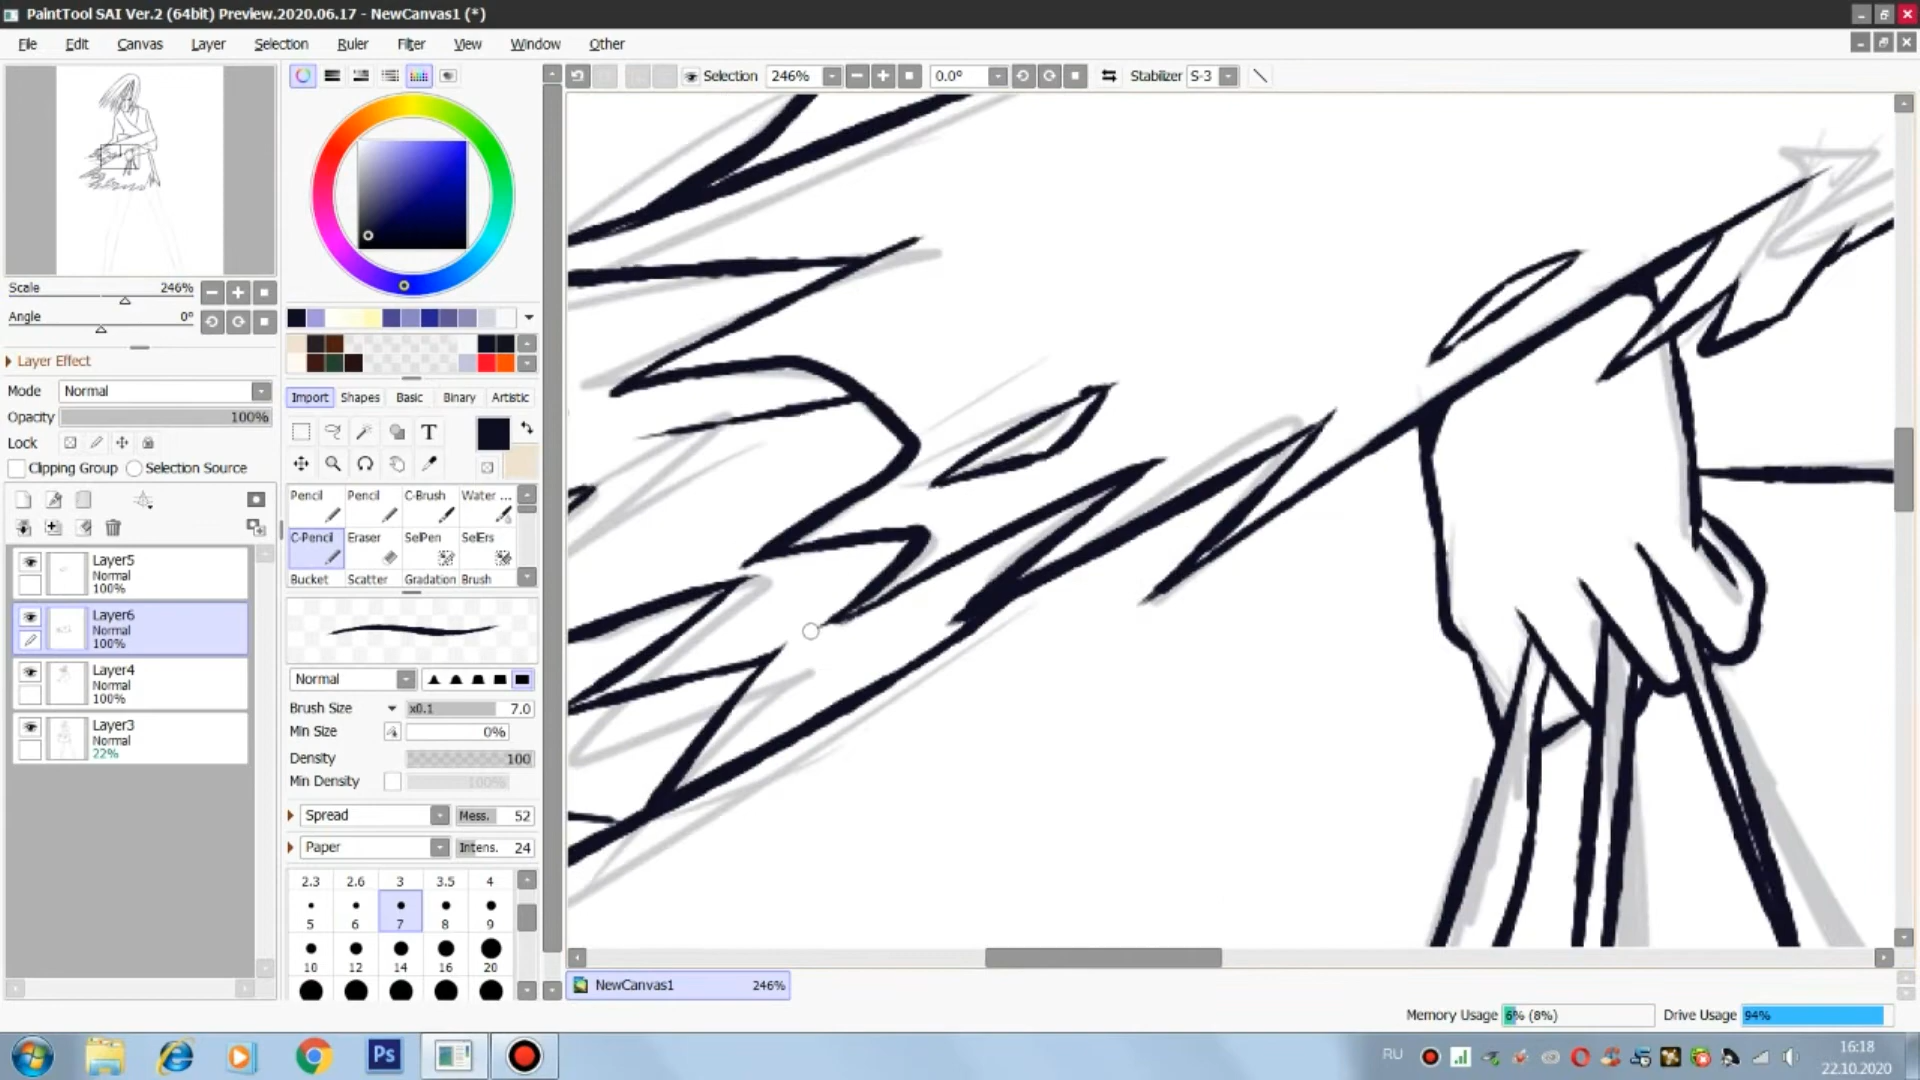 PaintTool SAI Ver.2 (64bit) Preview.2020.06.17 - NewCanvas1 (*)
File Edit Canvas Layer Selection Ruler Filter View Window Other
Selection 246% 0.0° Stabilizer S-3
Scale 246%
Angle 0°
Layer Effect
Mode Normal
Opacity 100%
Lock
Clipping Group Selection Source
Layer5
Normal
100%
Layer6
Normal
100%
Layer4
Normal
100%
Layer3
Normal
22%
Import Shapes Basic Binary Artistic
T
Pencil Pencil C-Brush Water ...
C-Pencil Eraser SelPen SelErs
Bucket Scatter Gradation Brush
Normal
Brush Size x0.1 7.0
Min Size 0%
Density 100
Min Density 100%
Spread Mess. 52
Paper Intens. 24
2.3 2.6 3 3.5 4
5 6 7 8 9
10 12 14 16 20
NewCanvas1 246%
Memory Usage 6% (8%) Drive Usage 94%
Ps
RU
16:18
22.10.2020